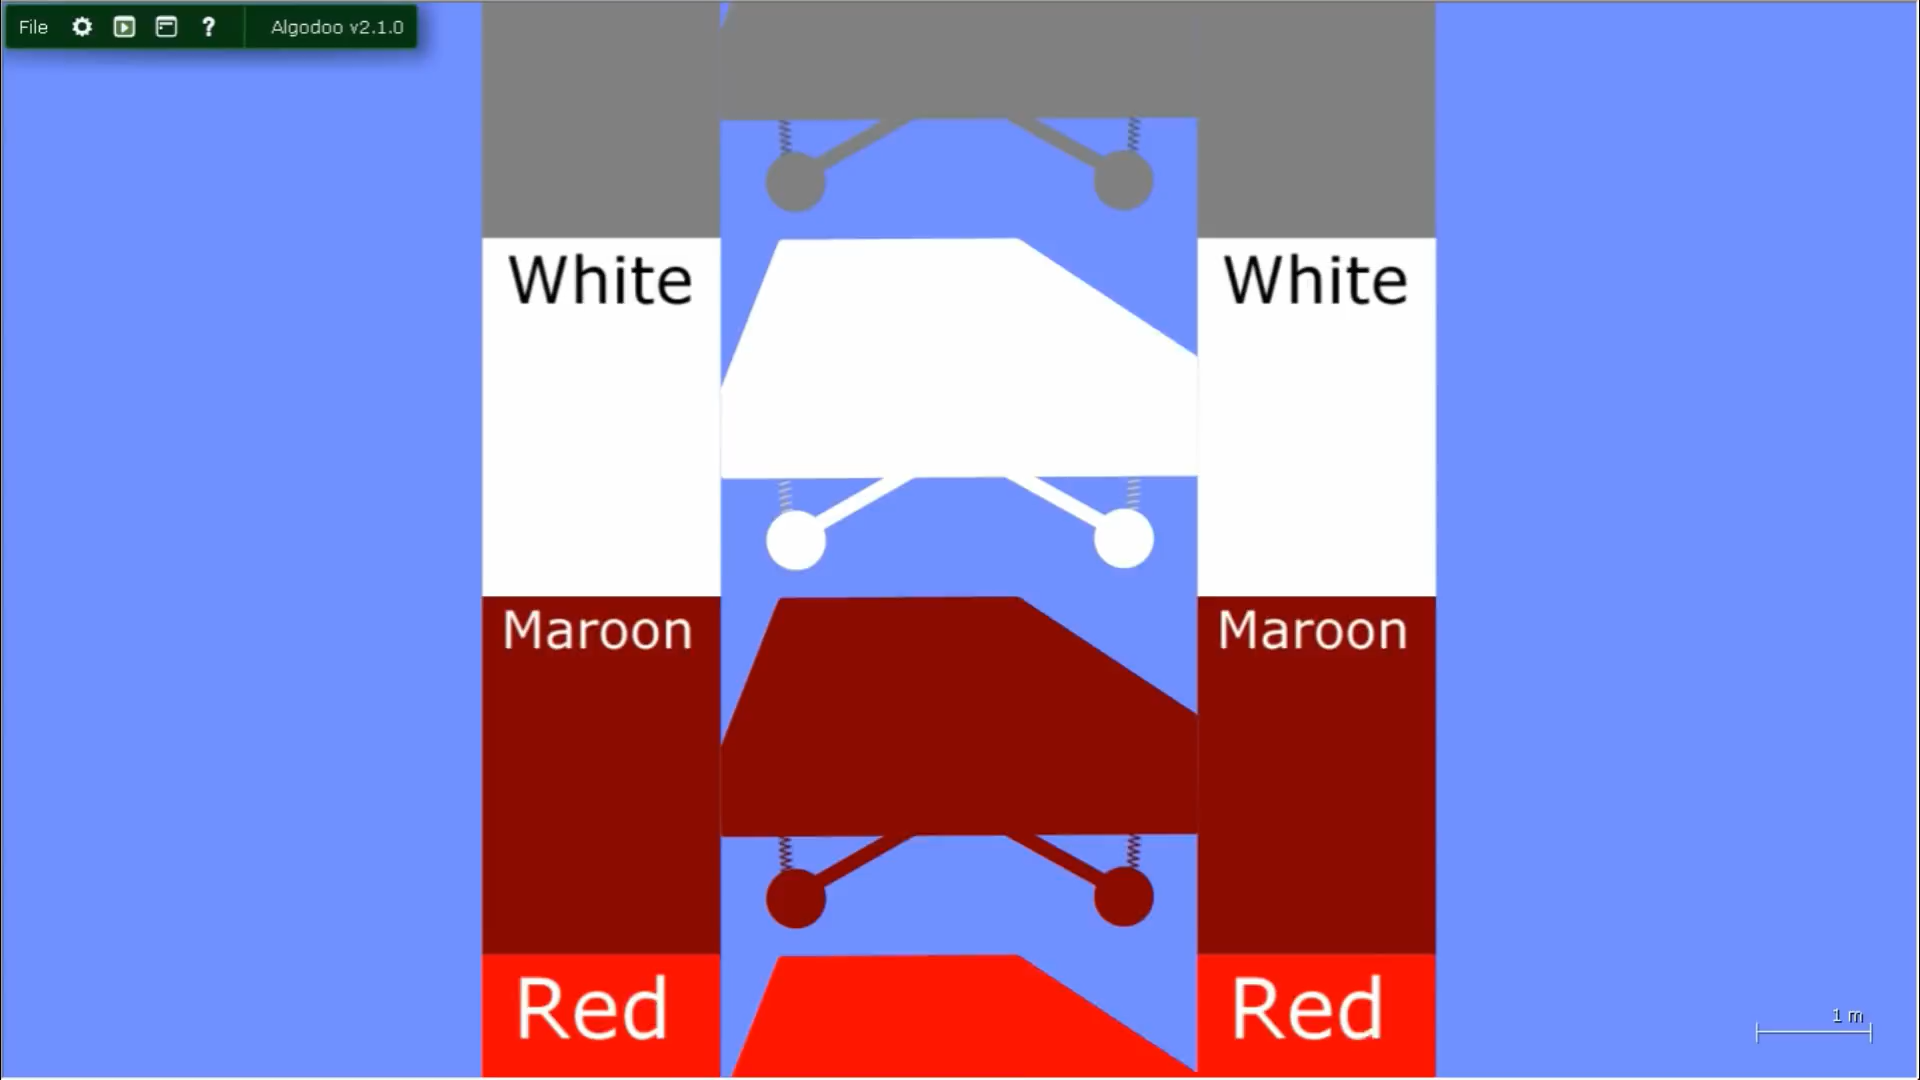 File ? Algodoo v2.1.0
White White
Maroon Maroon
Red Red
1 m